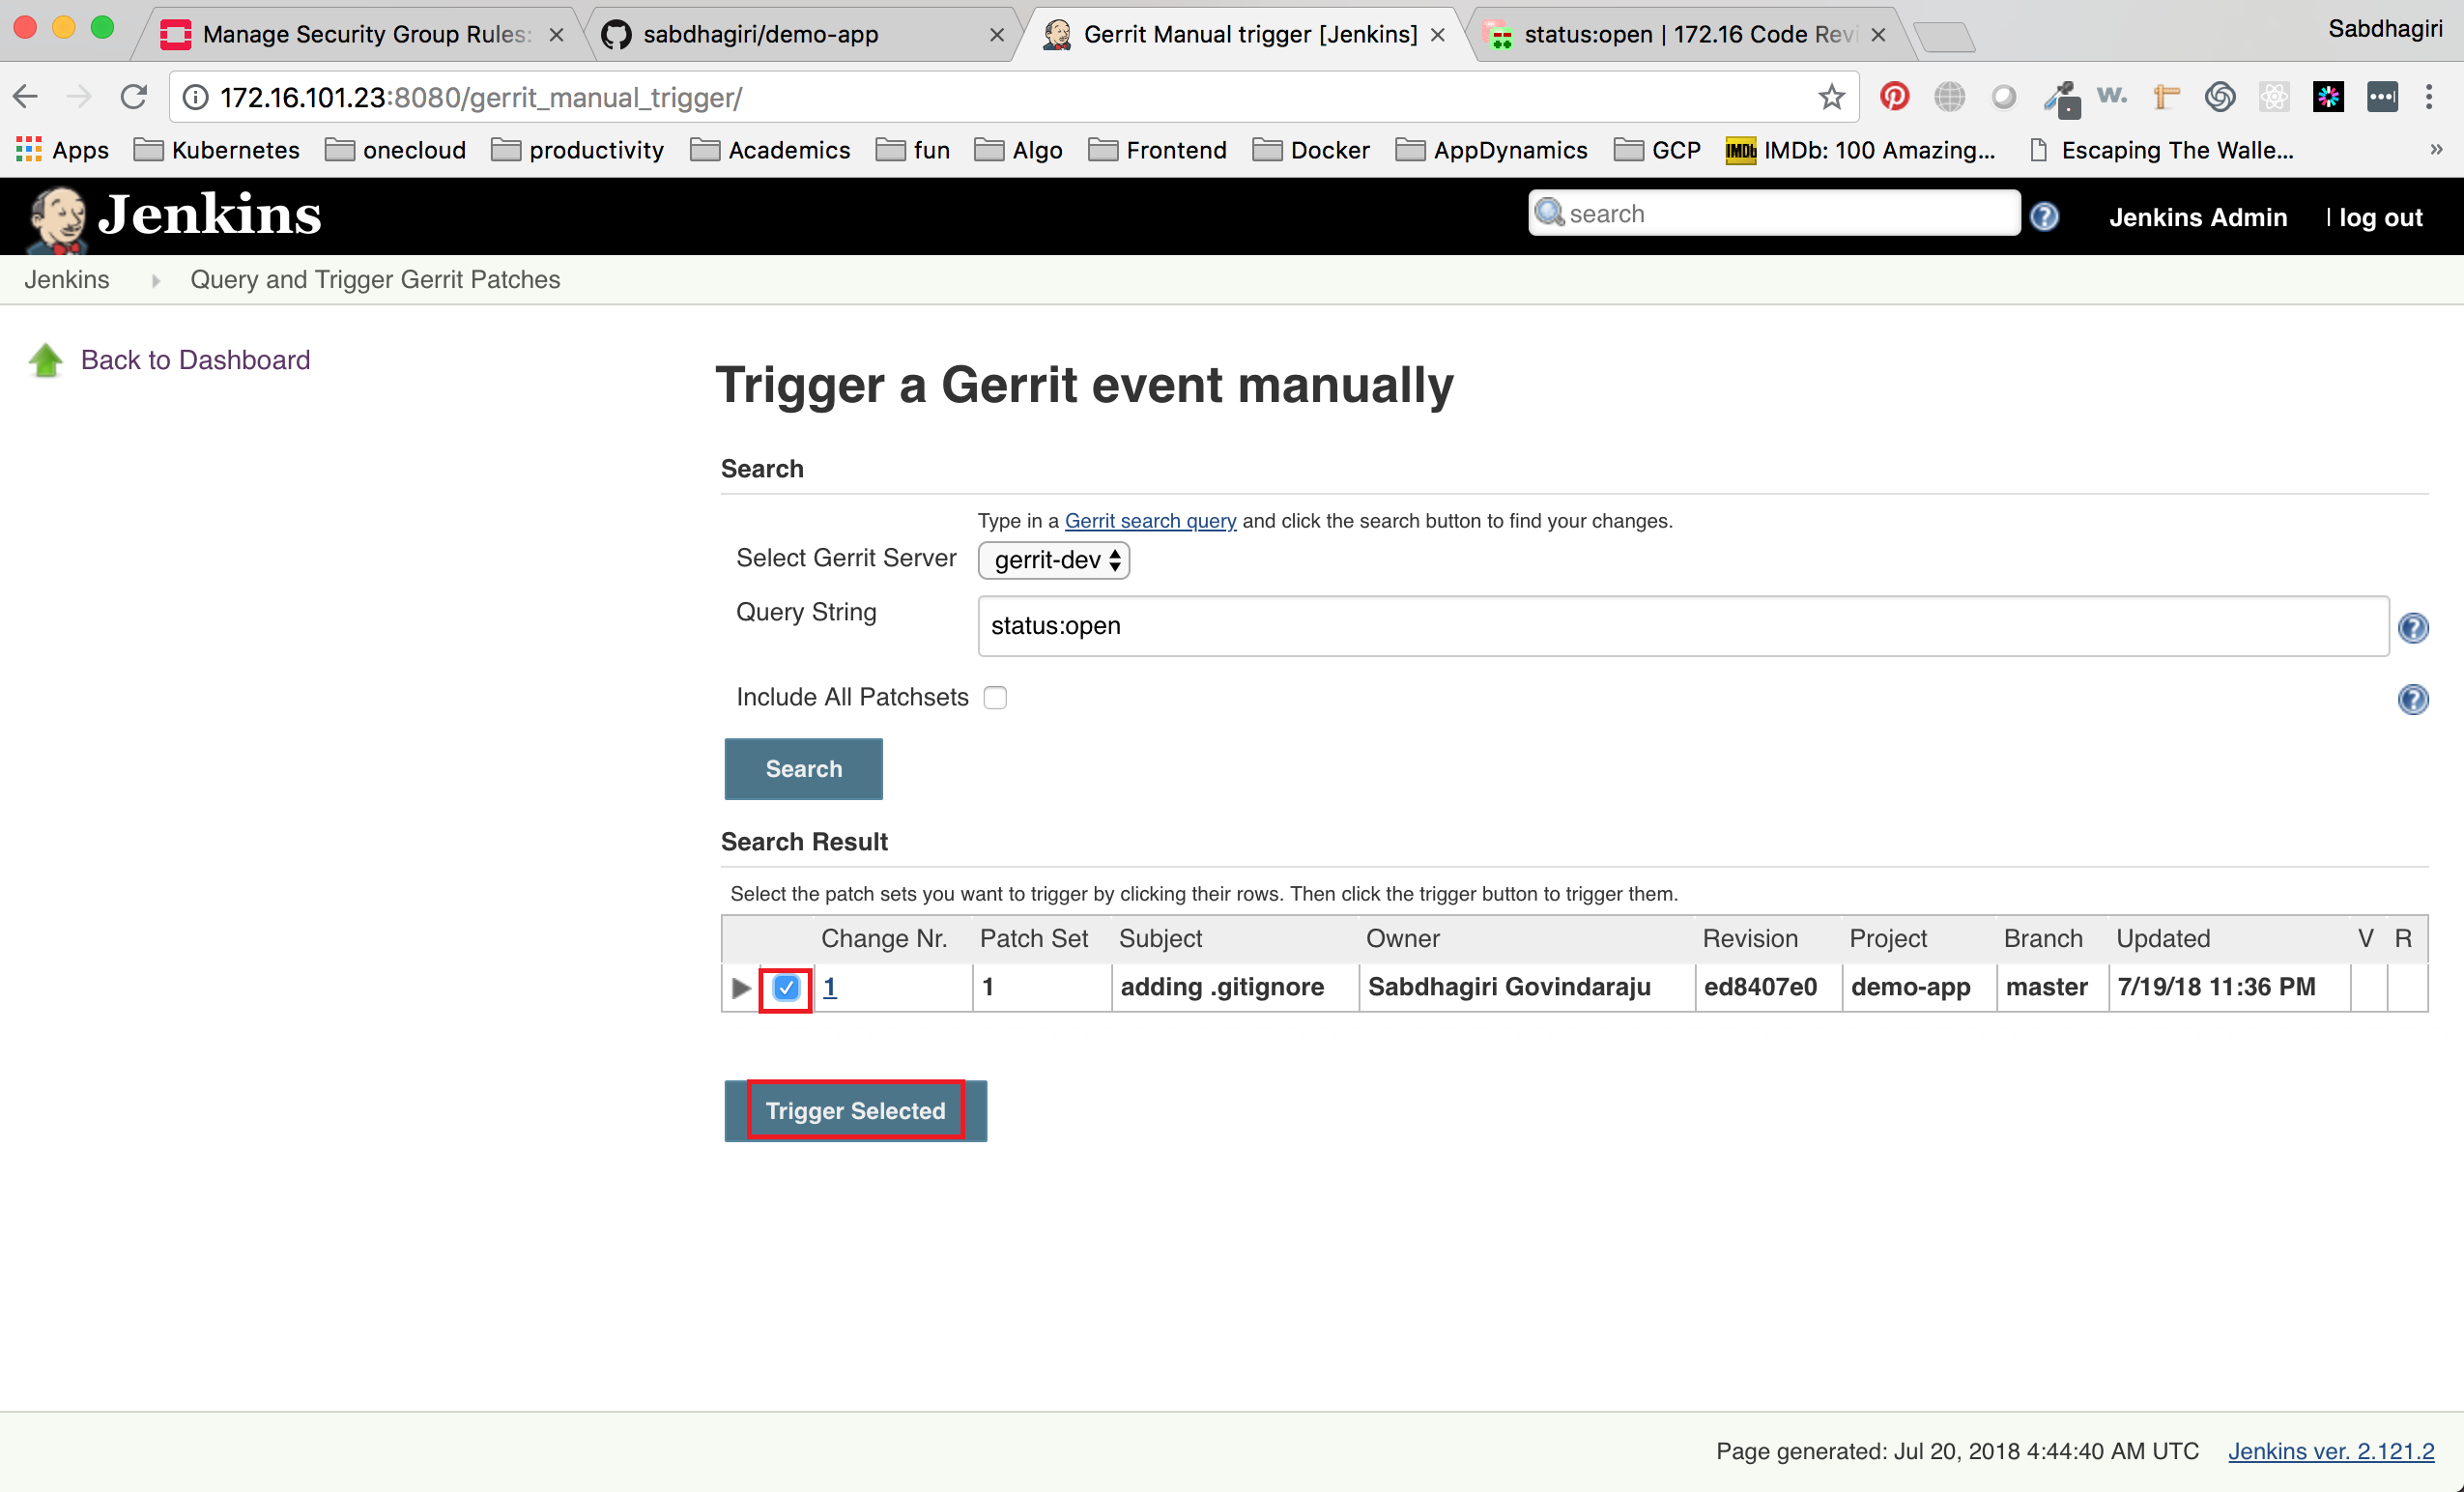 Manage Security Group Rules:
sabdhagiri/demo-app
Gerrit Manual trigger [Jenkins]
status:open | 172.16 Code Revi
Sabdhagiri
172.16.101.23:8080/gerrit_manual_trigger/
w.
Apps
Kubernetes
onecloud
productivity
Academics
fun
Algo
Frontend
Docker
AppDynamics
GCP
IMDb
IMDb: 100 Amazing...
Escaping The Walle...
»
Jenkins
search
Jenkins Admin
| log out
Jenkins
Query and Trigger Gerrit Patches
Back to Dashboard
Trigger a Gerrit event manually
Search
Type in a Gerrit search query and click the search button to find your changes.
Select Gerrit Server
gerrit-dev
Query String
status:open
Include All Patchsets
Search
Search Result
Select the patch sets you want to trigger by clicking their rows. Then click the trigger button to trigger them.
Change Nr. Patch Set Subject Owner Revision Project Branch Updated V R
1 1 adding .gitignore Sabdhagiri Govindaraju ed8407e0 demo-app master 7/19/18 11:36 PM
Trigger Selected
Page generated: Jul 20, 2018 4:44:40 AM UTC Jenkins ver. 2.121.2